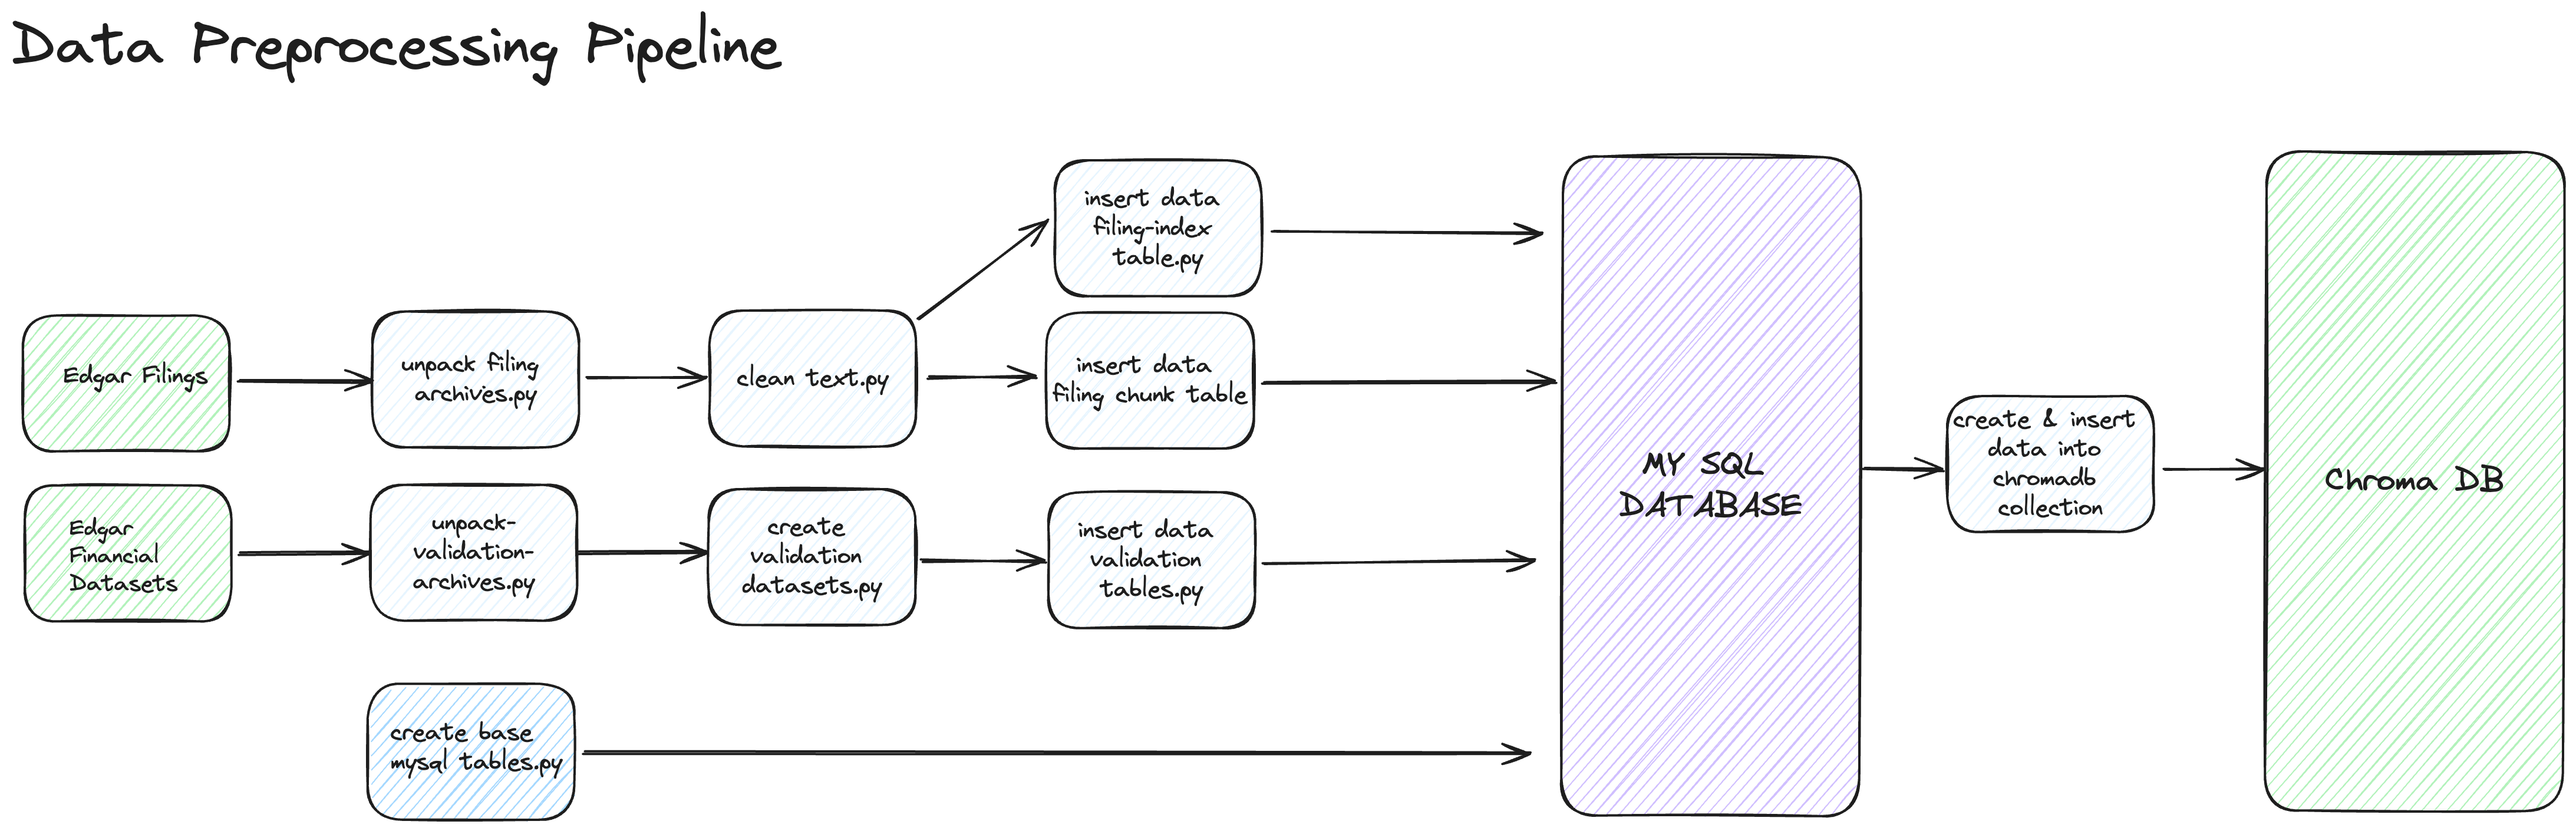 Data Preprocessing Pipeline
insert data
filing-index
table.py
Edgar Filings
unpack filing
archives.py
clean text.py
insert data
filing chunk table
Edgar
Financial
Datasets
unpack-
validation-
archives.py
create
validation
datasets.py
insert data
validation
tables.py
create base
mysql tables.py
MY SQL
DATABASE
create & insert
data into
chromadb
collection
Chroma DB